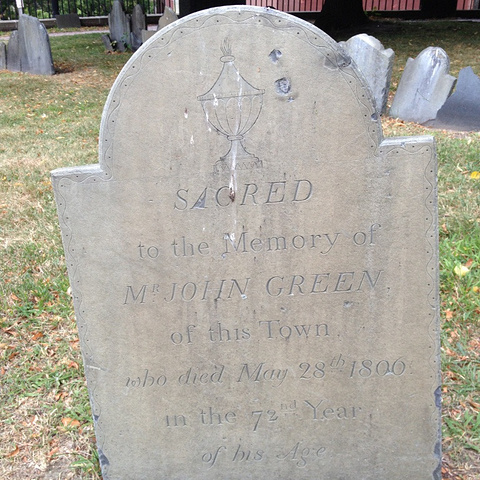 SACRED
to the Memory of
Mr. JOHN GREEN,
of this Town,
who died May 28th 1806
in the 72nd Year,
of his Age